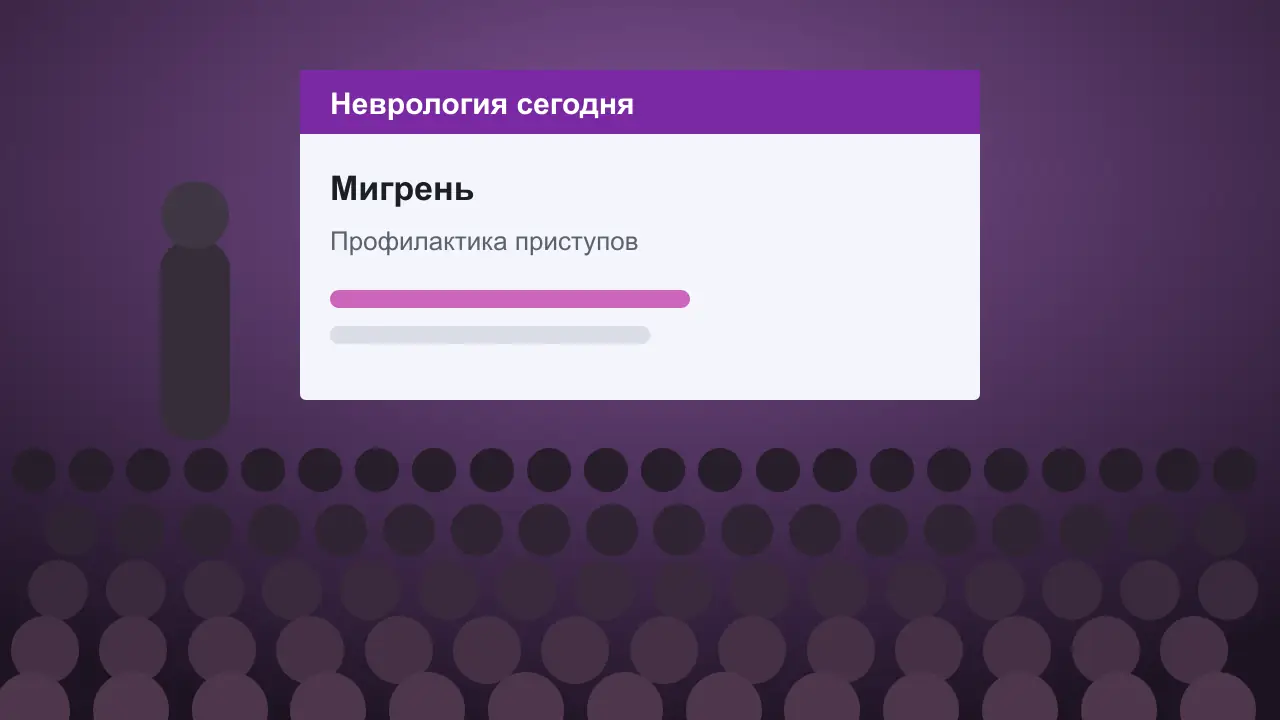 Неврология сегодня
Мигрень
Профилактика приступов